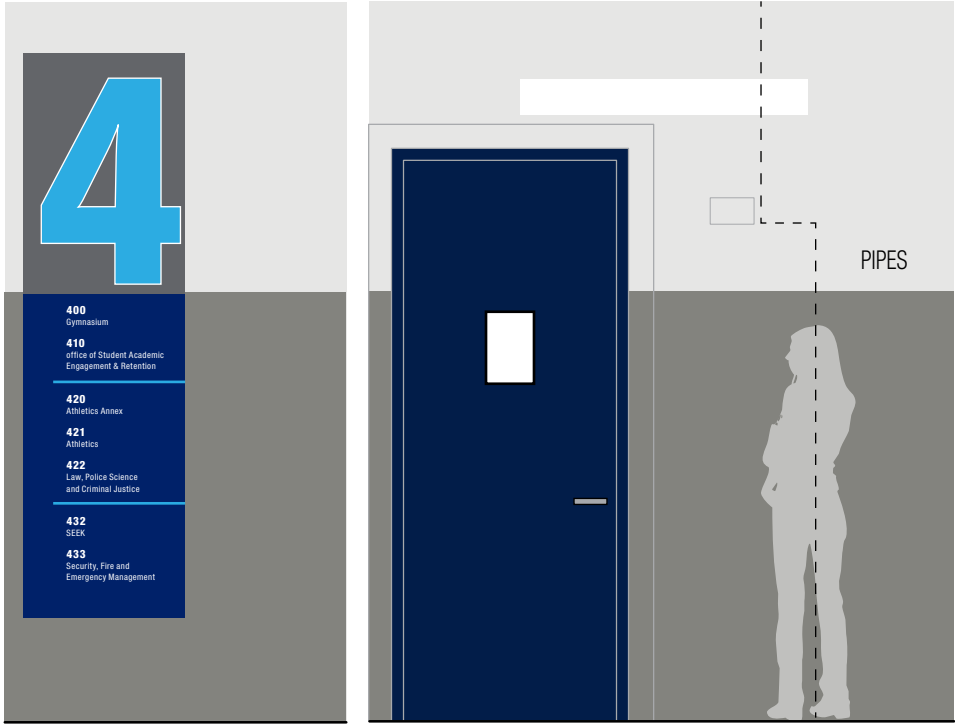 4
400
Gymnasium
410
office of Student Academic
Engagement & Retention
420
Athletics Annex
421
Athletics
422
Law, Police Science
and Criminal Justice
432
SEEK
433
Security, Fire and
Emergency Management
PIPES